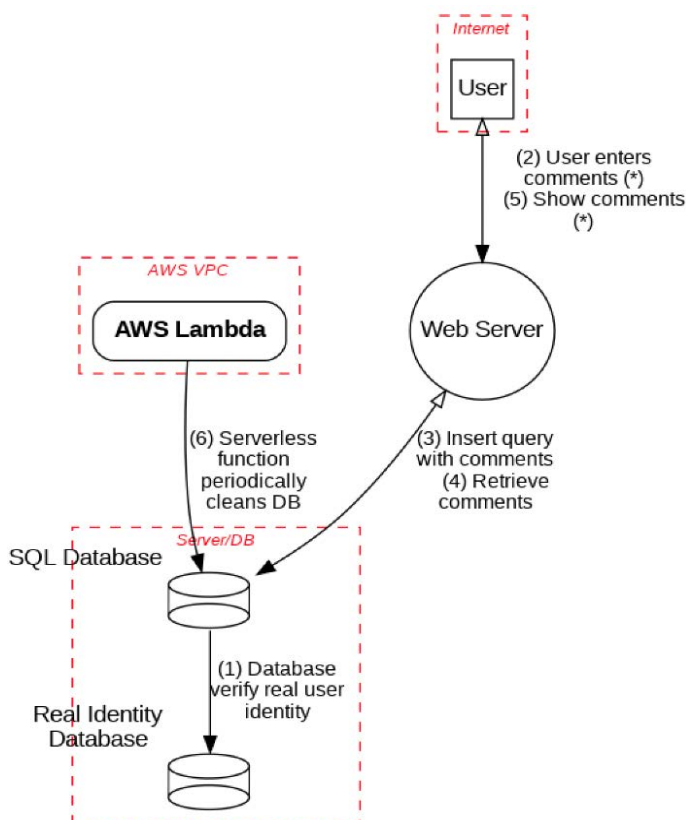 Internet
User
(2) User enters
comments (*)
(5) Show comments
(*)
AWS VPC
AWS Lambda
Web Server
(6) Serverless
function
periodically
cleans DB
(3) Insert query
with comments
(4) Retrieve
comments
Server/DB
SQL Database
(1) Database
verify real user
identity
Real Identity
Database